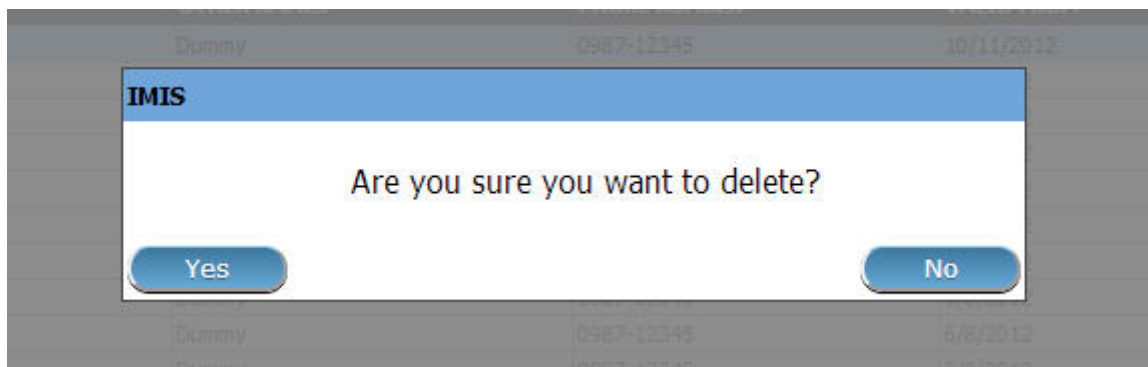 Dummy 0987-12345 10/11/2012
IMIS
Are you sure you want to delete?
Yes No
Dummy 0987-12345 6/8/2012